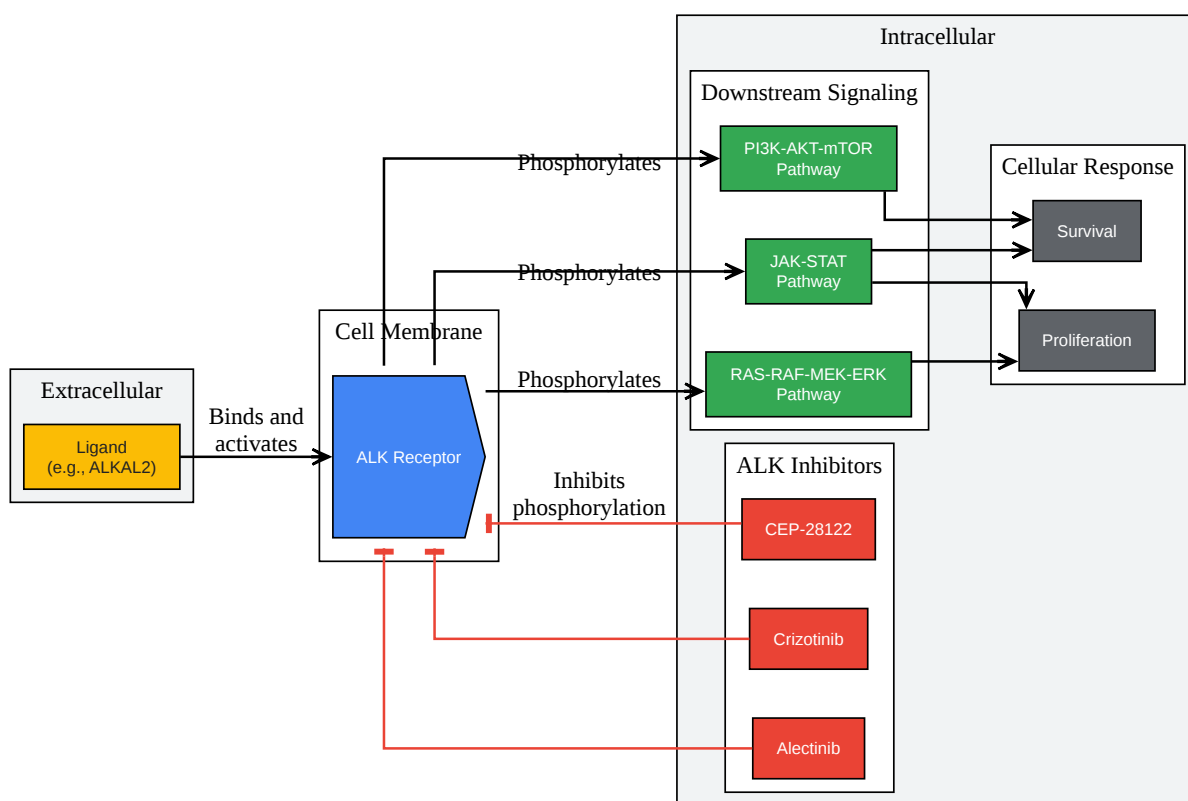 Intracellular
Downstream Signaling
PI3K-AKT-mTOR
Pathway
Phosphorylates
Cellular Response
Survival
JAK-STAT
Pathway
Phosphorylates
Cell Membrane
Proliferation
RAS-RAF-MEK-ERK
Pathway
Phosphorylates
Extracellular
Binds and
activates
Ligand
(e.g., ALKAL2)
ALK Receptor
ALK Inhibitors
Inhibits
phosphorylation
CEP-28122
Crizotinib
Alectinib